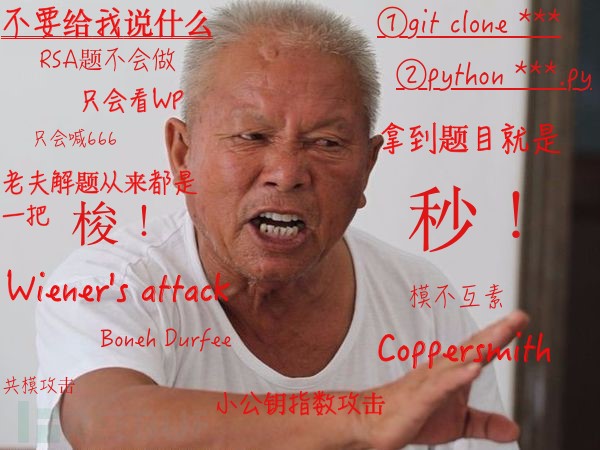 不要给我说什么
RSA题不会做
只会看WP
只会喊666
老夫解题从来都是
一把
梭！
①git clone ***
②python ***.py
拿到题目就是
秒！
Wiener's attack
模不互素
Boneh Durfee
Coppersmith
共模攻击
小公钥指数攻击